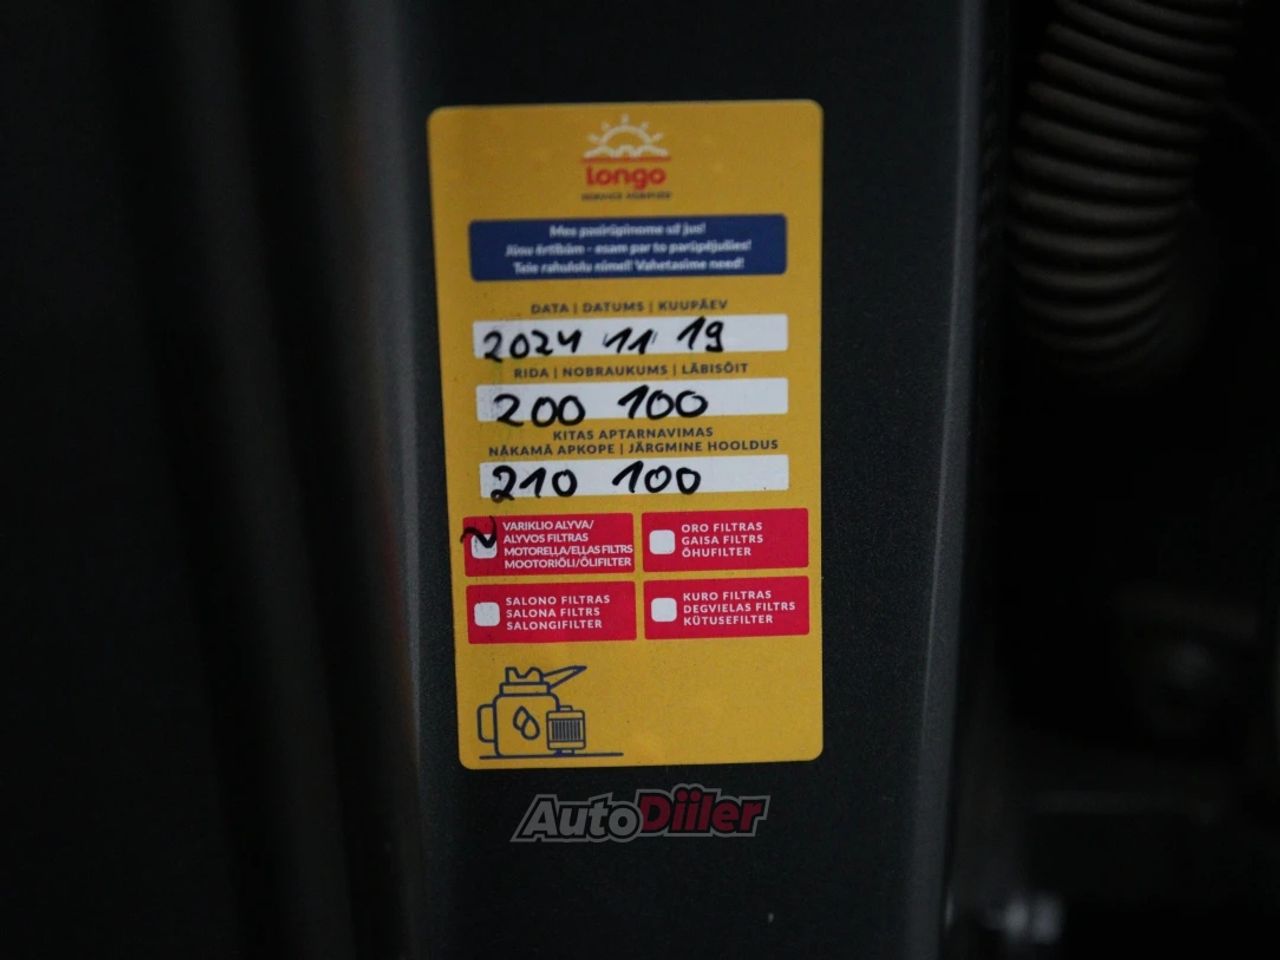 longo
Mes pasirūpinome už jus!
Jūsu ērtībām - esam par to parūpējušies!
Teie rahulolu nimel! Vahetasime need!
DATA | DATUMS | KUUPÄEV
2024 11 19
RIDA | NOBRAUKUMS | LÄBISÕIT
200 100
KITAS APTARNAVIMAS
NĀKAMĀ APKOPE | JÄRGMINE HOOLDUS
210 100
VARIKLIO ALYVA/
ALYVOS FILTRAS
MOTOREĻĻA/EĻĻAS FILTRS
MOOTORIÕLI/ÕLIFILTER
ORO FILTRAS
GAISA FILTRS
ÕHUFILTER
SALONO FILTRAS
SALONA FILTRS
SALONGIFILTER
KURO FILTRAS
DEGVIELAS FILTRS
KÜTUSEFILTER
AutoDiiler